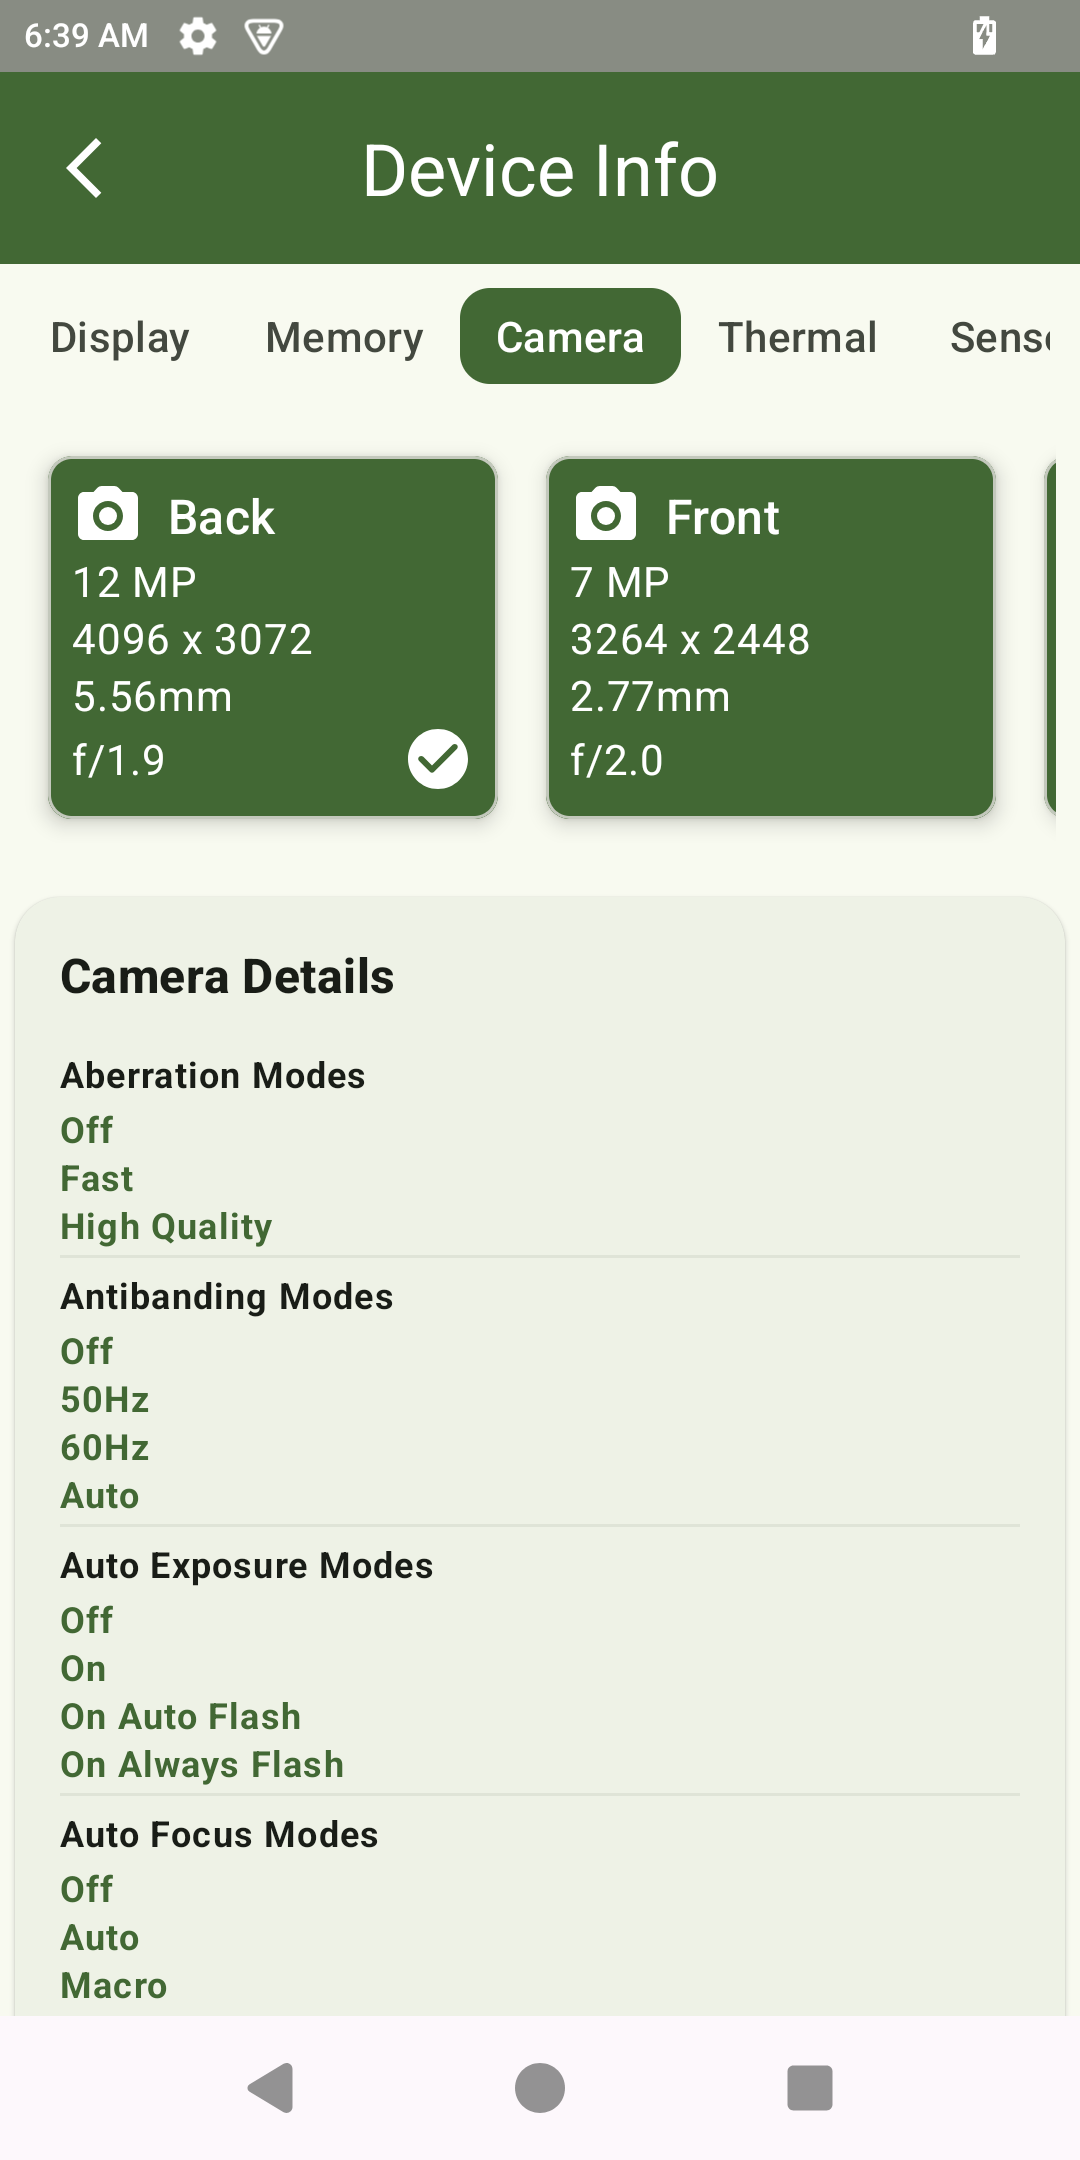 6:39 AM
Device Info
Display Memory Camera Thermal
Back
12 MP
4096 x 3072
5.56mm
f/1.9
Front
7 MP
3264 x 2448
2.77mm
f/2.0
Camera Details
Aberration Modes
Off
Fast
High Quality
Antibanding Modes
Off
50Hz
60Hz
Auto
Auto Exposure Modes
Off
On
On Auto Flash
On Always Flash
Auto Focus Modes
Off
Auto
Macro